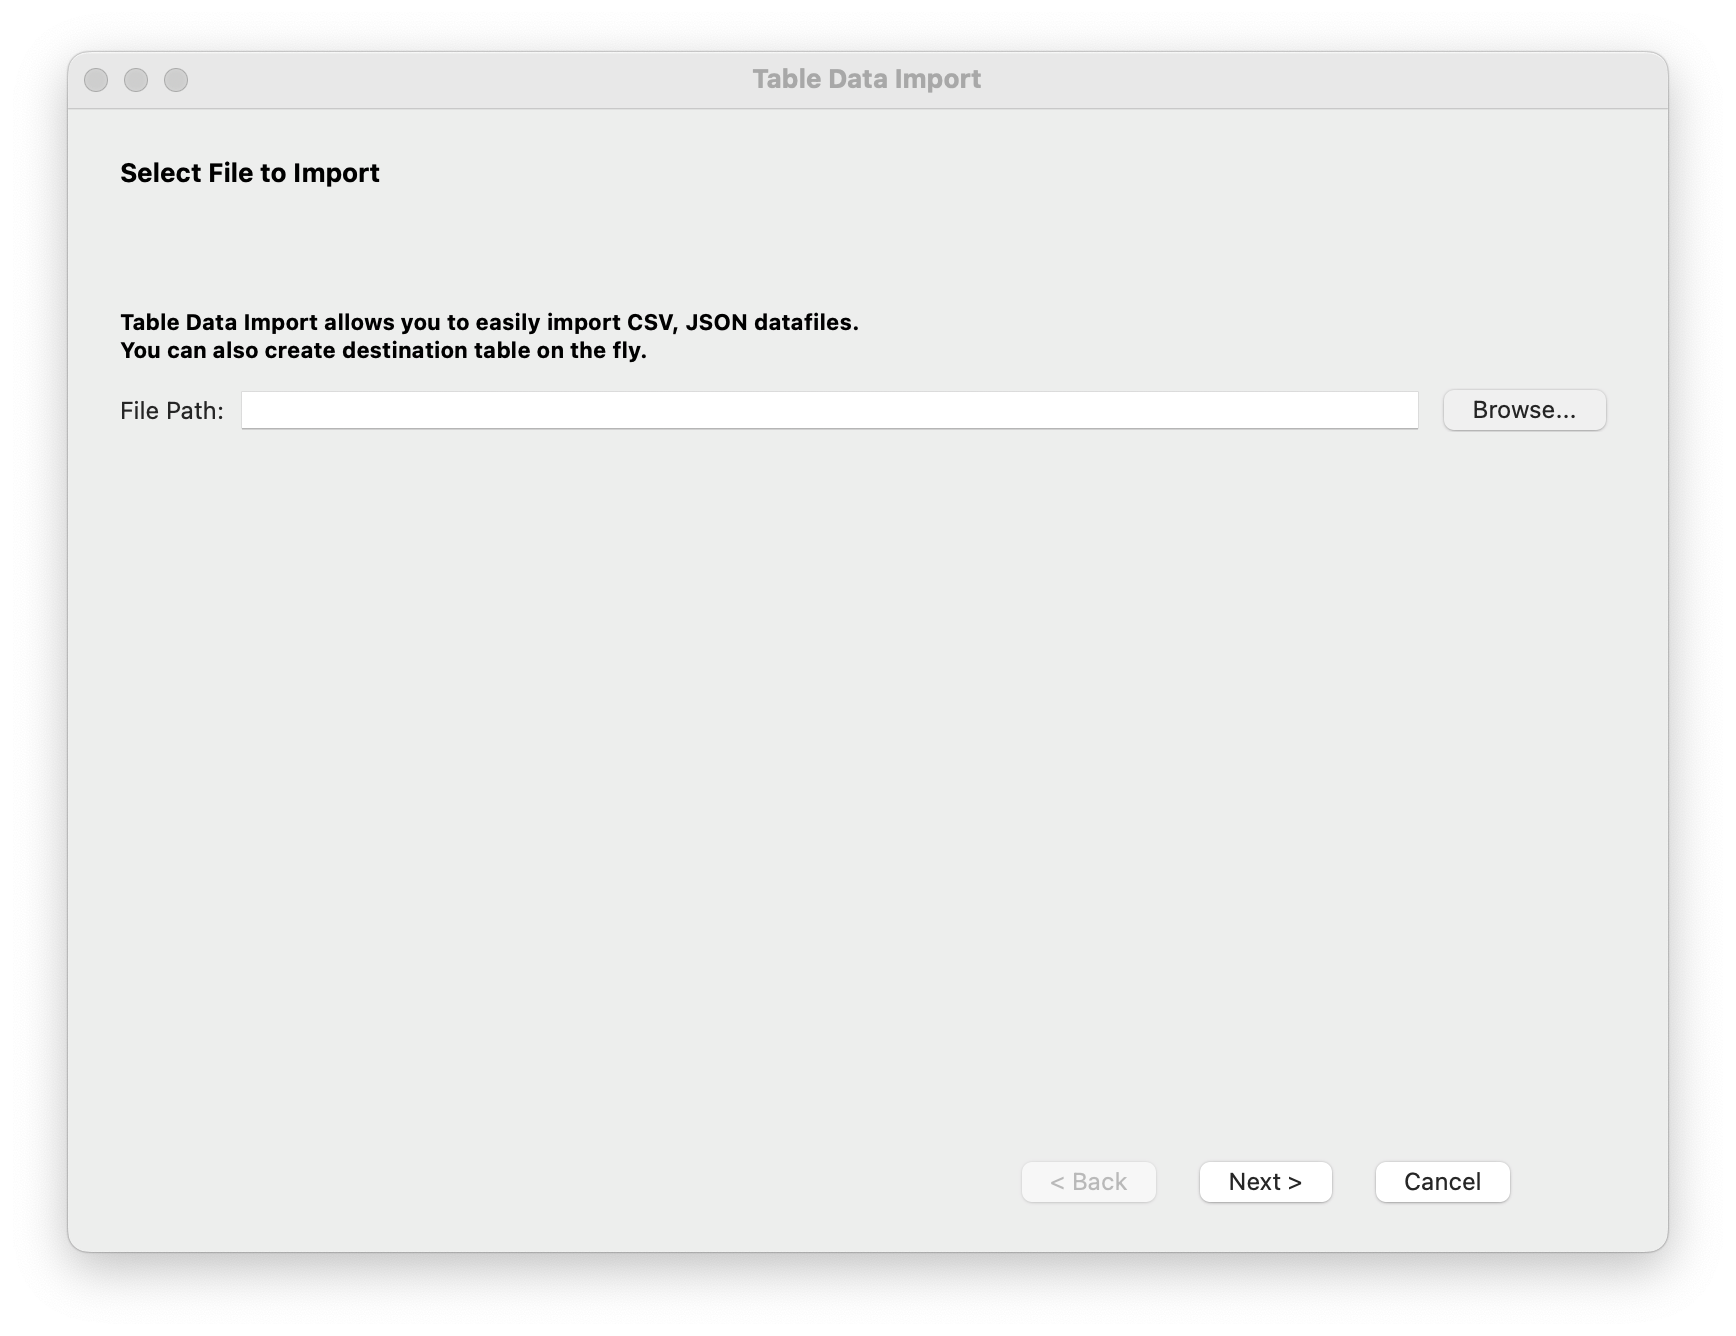 Table Data Import
Select File to Import
Table Data Import allows you to easily import CSV, JSON datafiles.
You can also create destination table on the fly.
File Path:
Browse...
< Back
Next >
Cancel